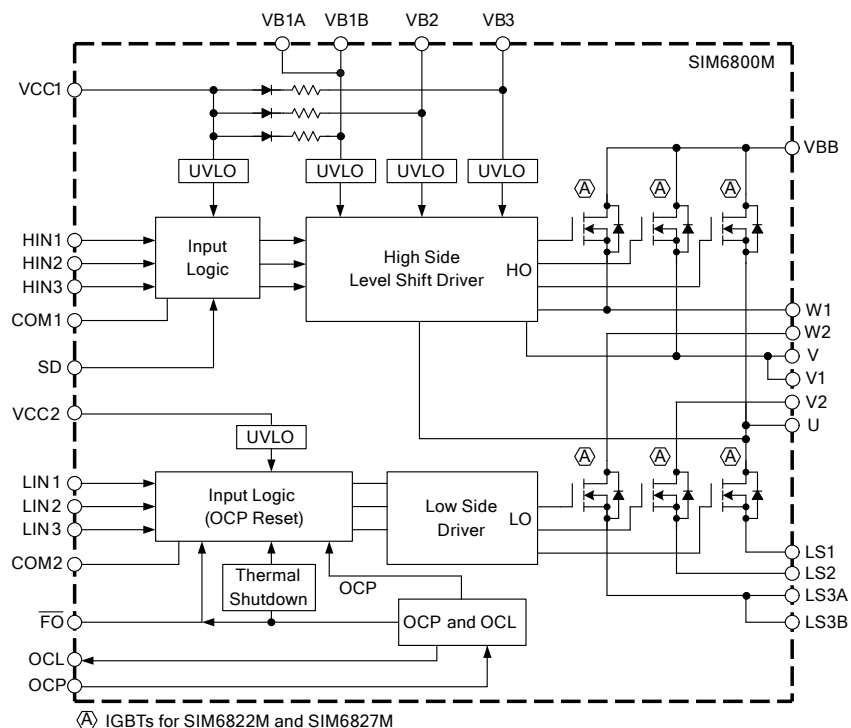 VB1A VB1B VB2 VB3
SIM6800M
VCC1
VBB
UVLO UVLO UVLO UVLO
A A A
HIN1
HIN2
HIN3
Input
Logic
High Side
Level Shift Driver
HO
COM1
W1
W2
SD
V
V1
VCC2
V2
U
UVLO
A A A
LIN1
LIN2
LIN3
Input Logic
(OCP Reset)
Low Side
Driver
LO
COM2
LS1
LS2
Thermal
Shutdown
OCP
LS3A
FO
OCP and OCL
LS3B
OCL
OCP
A IGBTs for SIM6822M and SIM6827M